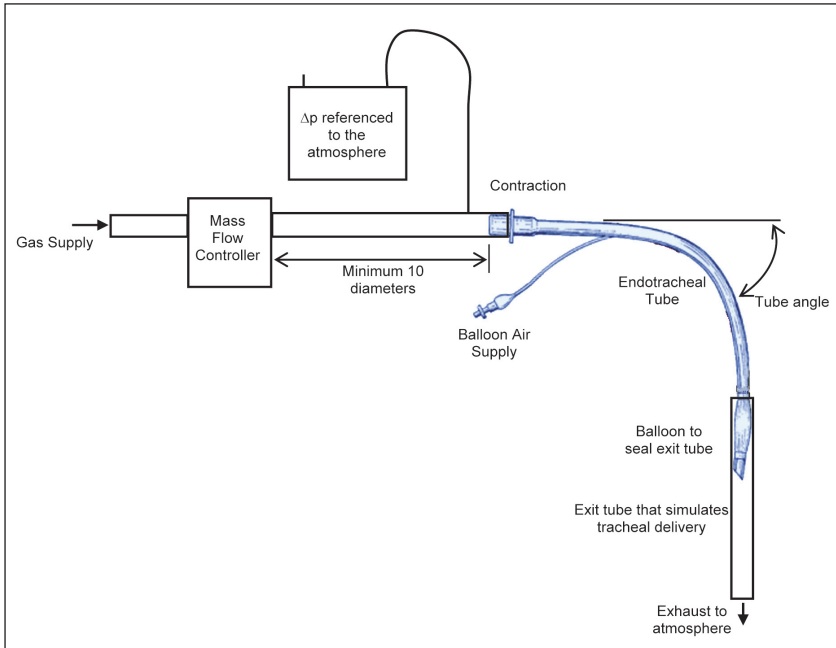 Δp referenced
to the
atmosphere
Contraction
Gas Supply
Mass
Flow
Controller
Minimum 10
diameters
Endotracheal
Tube
Tube angle
Balloon Air
Supply
Balloon to
seal exit tube
Exit tube that simulates
tracheal delivery
Exhaust to
atmosphere